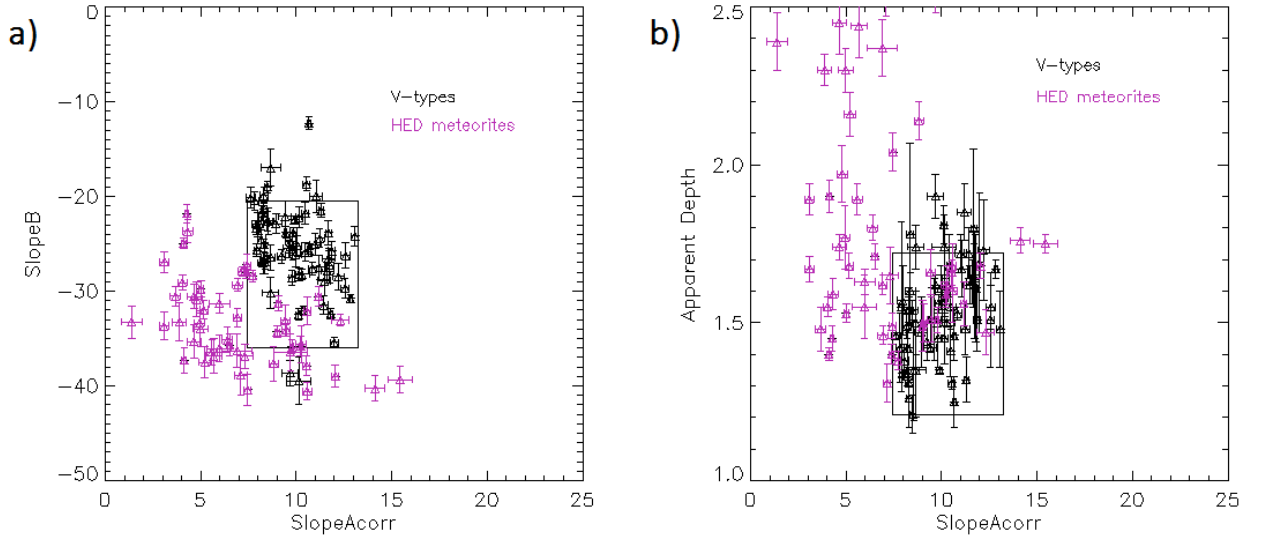 a)
0
−10
−20
−30
−40
−50
SlopeB
V−types
HED meteorites
0 5 10 15 20 25
SlopeAcorr
b)
2.5
2.0
1.5
1.0
Apparent Depth
V−types
HED meteorites
0 5 10 15 20 25
SlopeAcorr